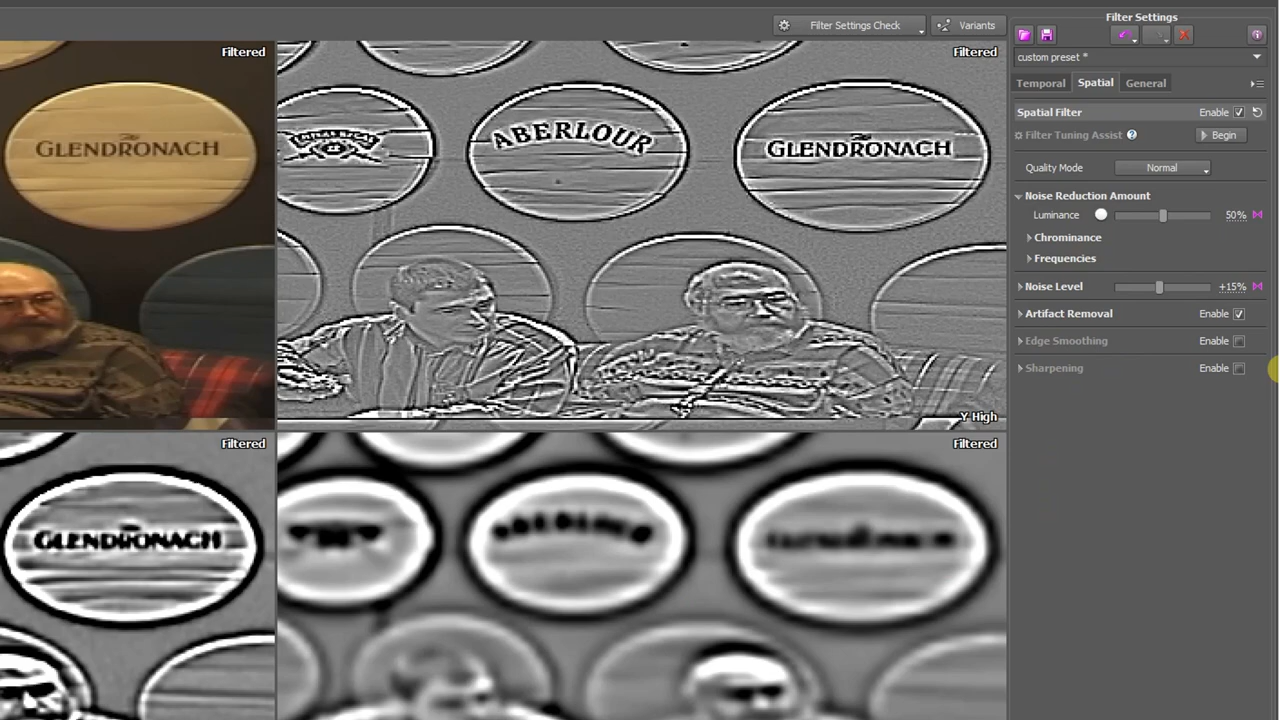 Filter Settings
Filter Settings Check
Variants
custom preset *
Temporal
Spatial
General
Spatial Filter
Enable
Filter Tuning Assist
?
Begin
Quality Mode
Normal
Noise Reduction Amount
Luminance
50%
Chrominance
Frequencies
Noise Level
+15%
Artifact Removal
Enable
Edge Smoothing
Enable
Sharpening
Enable
Filtered
The
GLENDRONACH
Filtered
ABERLOUR
The
GLENDRONACH
Y High
Filtered
GLENDRONACH
Filtered